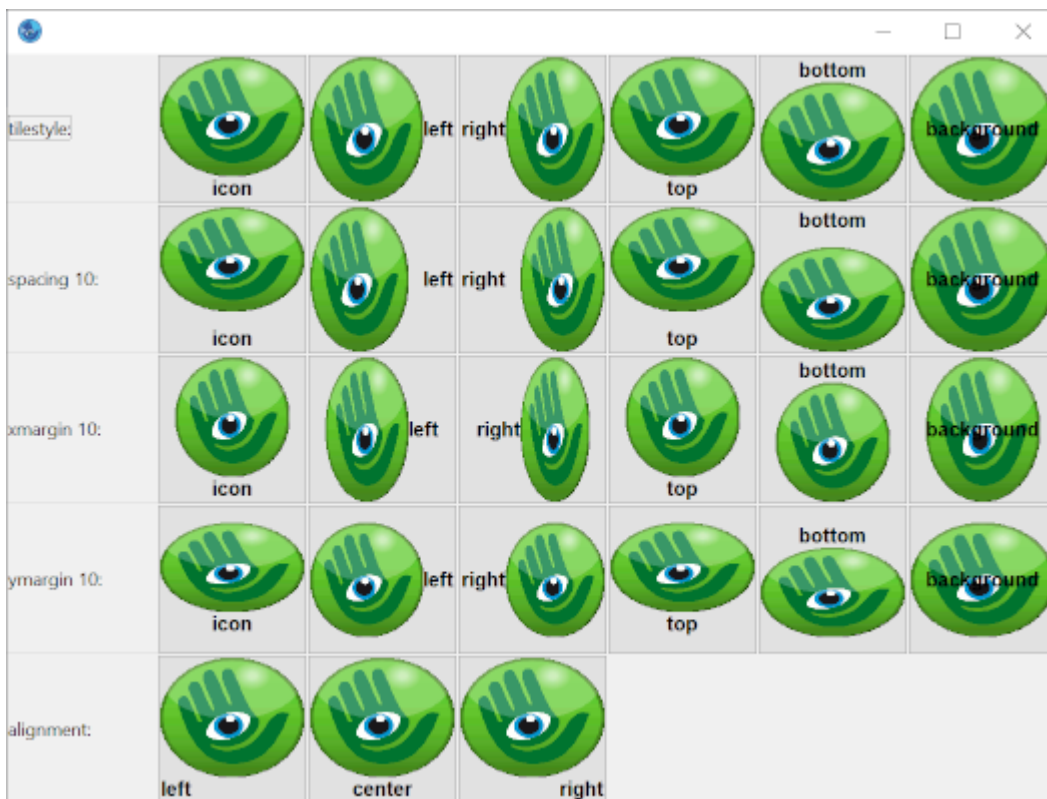 tilestyle: icon left right top bottom background
spacing 10: icon left right top bottom background
xmargin 10: icon left right top bottom background
ymargin 10: icon left right top bottom background
alignment: left center right